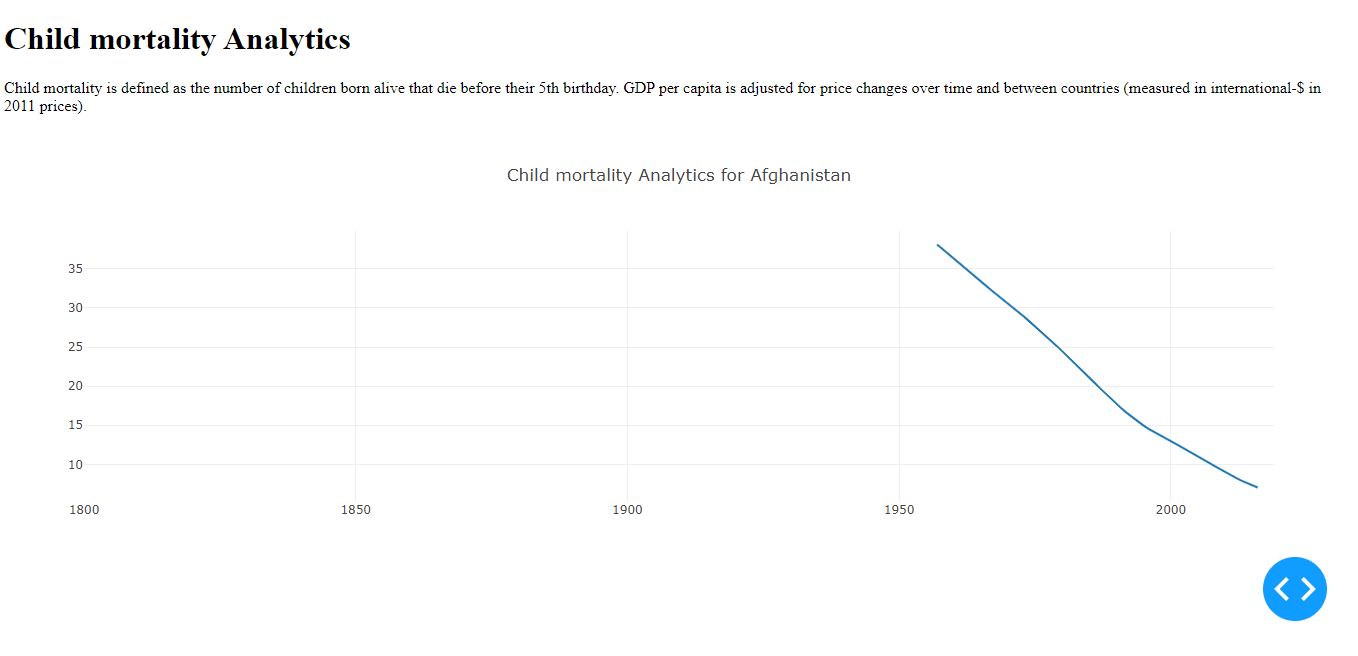 Child mortality Analytics
Child mortality is defined as the number of children born alive that die before their 5th birthday. GDP per capita is adjusted for price changes over time and between countries (measured in international-$ in
2011 prices).
Child mortality Analytics for Afghanistan
35
30
25
20
15
10
1800 1850 1900 1950 2000